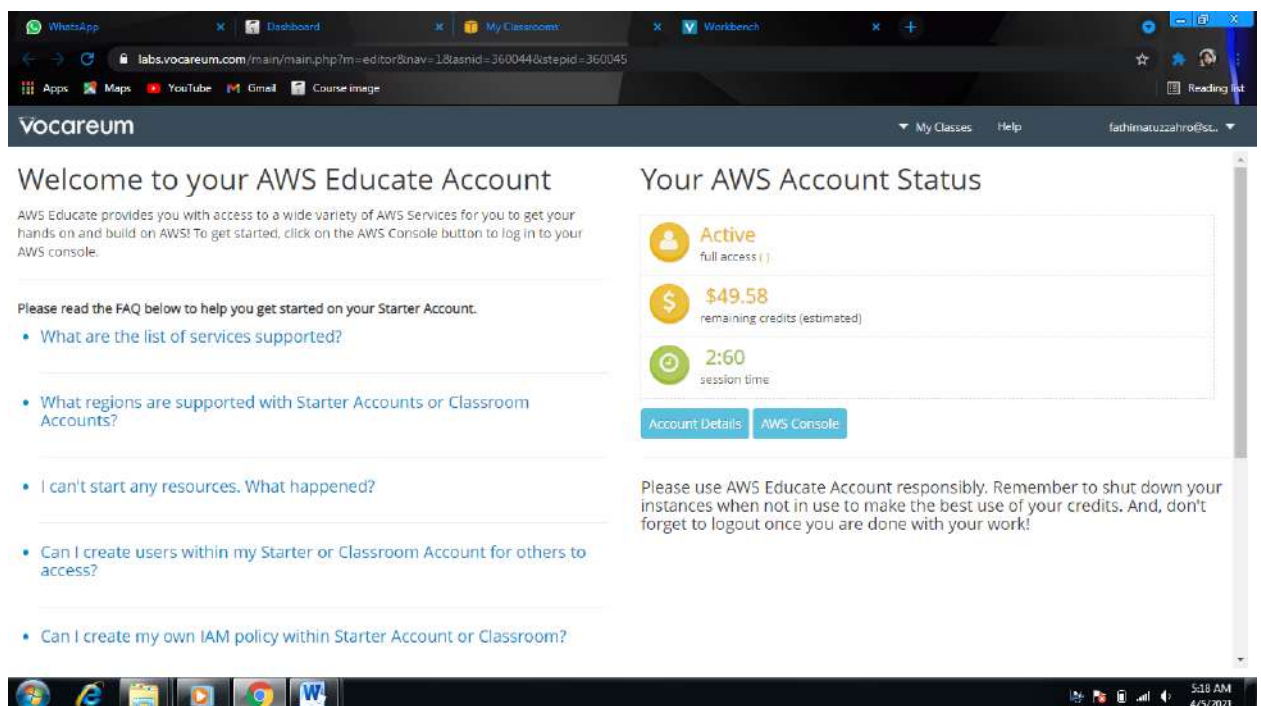 WhatsApp
Dashboard
My Classrooms
Workbench
labs.vocareum.com/main/main.php?m=editor&nav=1&asnid=360044&stepid=360045
Apps
Maps
YouTube
Gmail
Course image
Reading list
vocareum
My Classes
Help
fathimatuzzahro@st..
Welcome to your AWS Educate Account
AWS Educate provides you with access to a wide variety of AWS Services for you to get your
hands on and build on AWS! To get started, click on the AWS Console button to log in to your
AWS console.
Please read the FAQ below to help you get started on your Starter Account.
• What are the list of services supported?
• What regions are supported with Starter Accounts or Classroom
Accounts?
• I can't start any resources. What happened?
• Can I create users within my Starter or Classroom Account for others to
access?
• Can I create my own IAM policy within Starter Account or Classroom?
Your AWS Account Status
Active
full access ( )
$49.58
remaining credits (estimated)
2:60
session time
Account Details
AWS Console
Please use AWS Educate Account responsibly. Remember to shut down your
instances when not in use to make the best use of your credits. And, don't
forget to logout once you are done with your work!
5:18 AM
4/5/2021